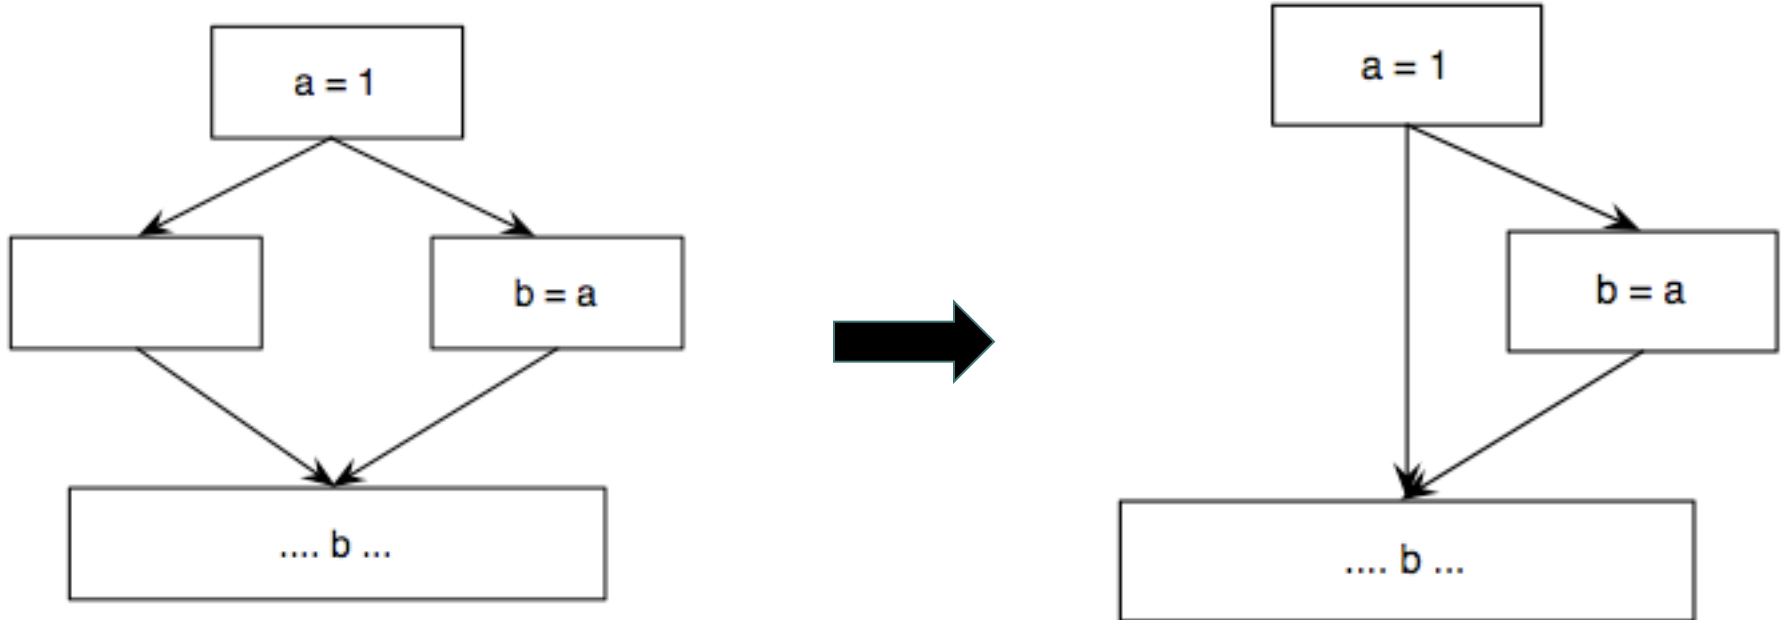 a = 1
b = a
.... b ...
a = 1
b = a
.... b ...